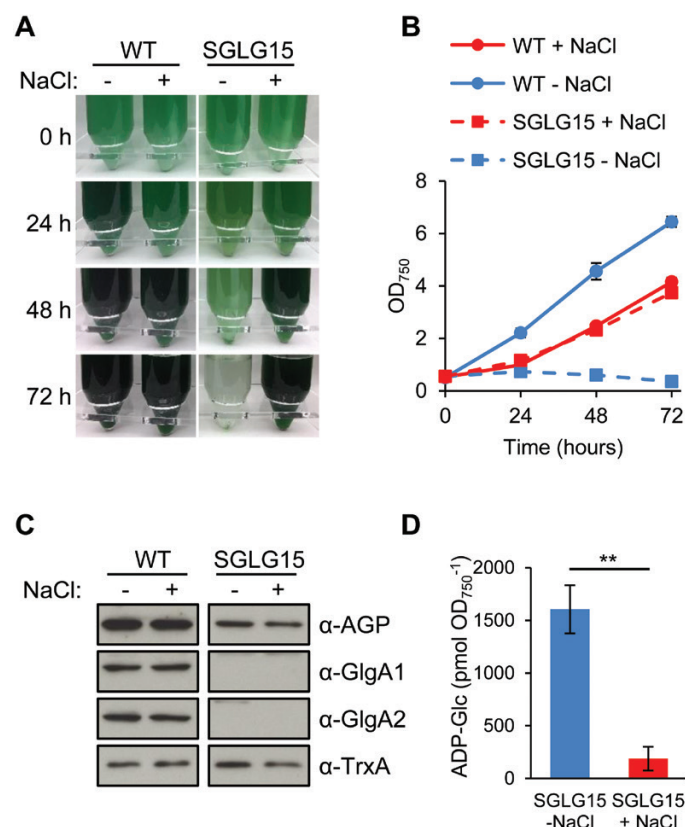 A
WT SGLG15
NaCl: - + - +
0 h
24 h
48 h
72 h
B
WT + NaCl
WT - NaCl
SGLG15 + NaCl
SGLG15 - NaCl
OD750
8
6
4
2
0
0 24 48 72
Time (hours)
C
WT SGLG15
NaCl: - + - +
α-AGP
α-GlgA1
α-GlgA2
α-TrxA
D
**
ADP-Glc (pmol OD750-1)
2000
1500
1000
500
0
SGLG15 SGLG15
-NaCl + NaCl